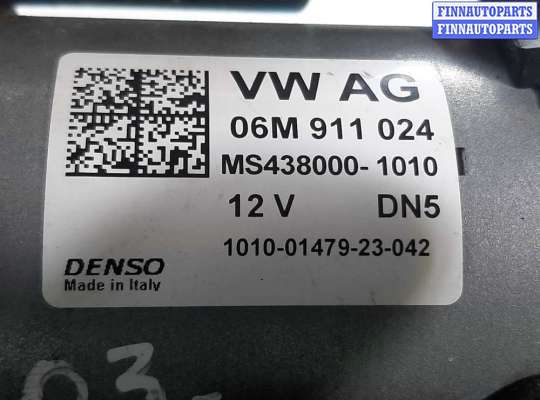 FINNAUTOPARTS
FINNAUTOPARTS
VW AG
06M 911 024
MS438000-1010
12 V DN5
1010-01479-23-042
DENSO
Made in Italy
03